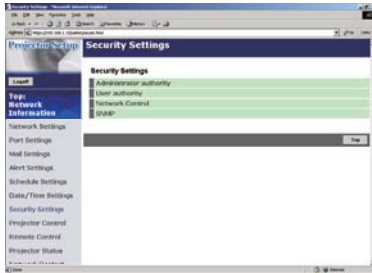 Projector Setup
Security Settings
Logoff
Top:
Network
Information
Network Settings
Port Settings
Mail Settings
Alert Settings
Schedule Settings
Date/Time Settings
Security Settings
Projector Control
Remote Control
Projector Status
Security Settings
Administrator authority
User authority
Network Control
SNMP
Top